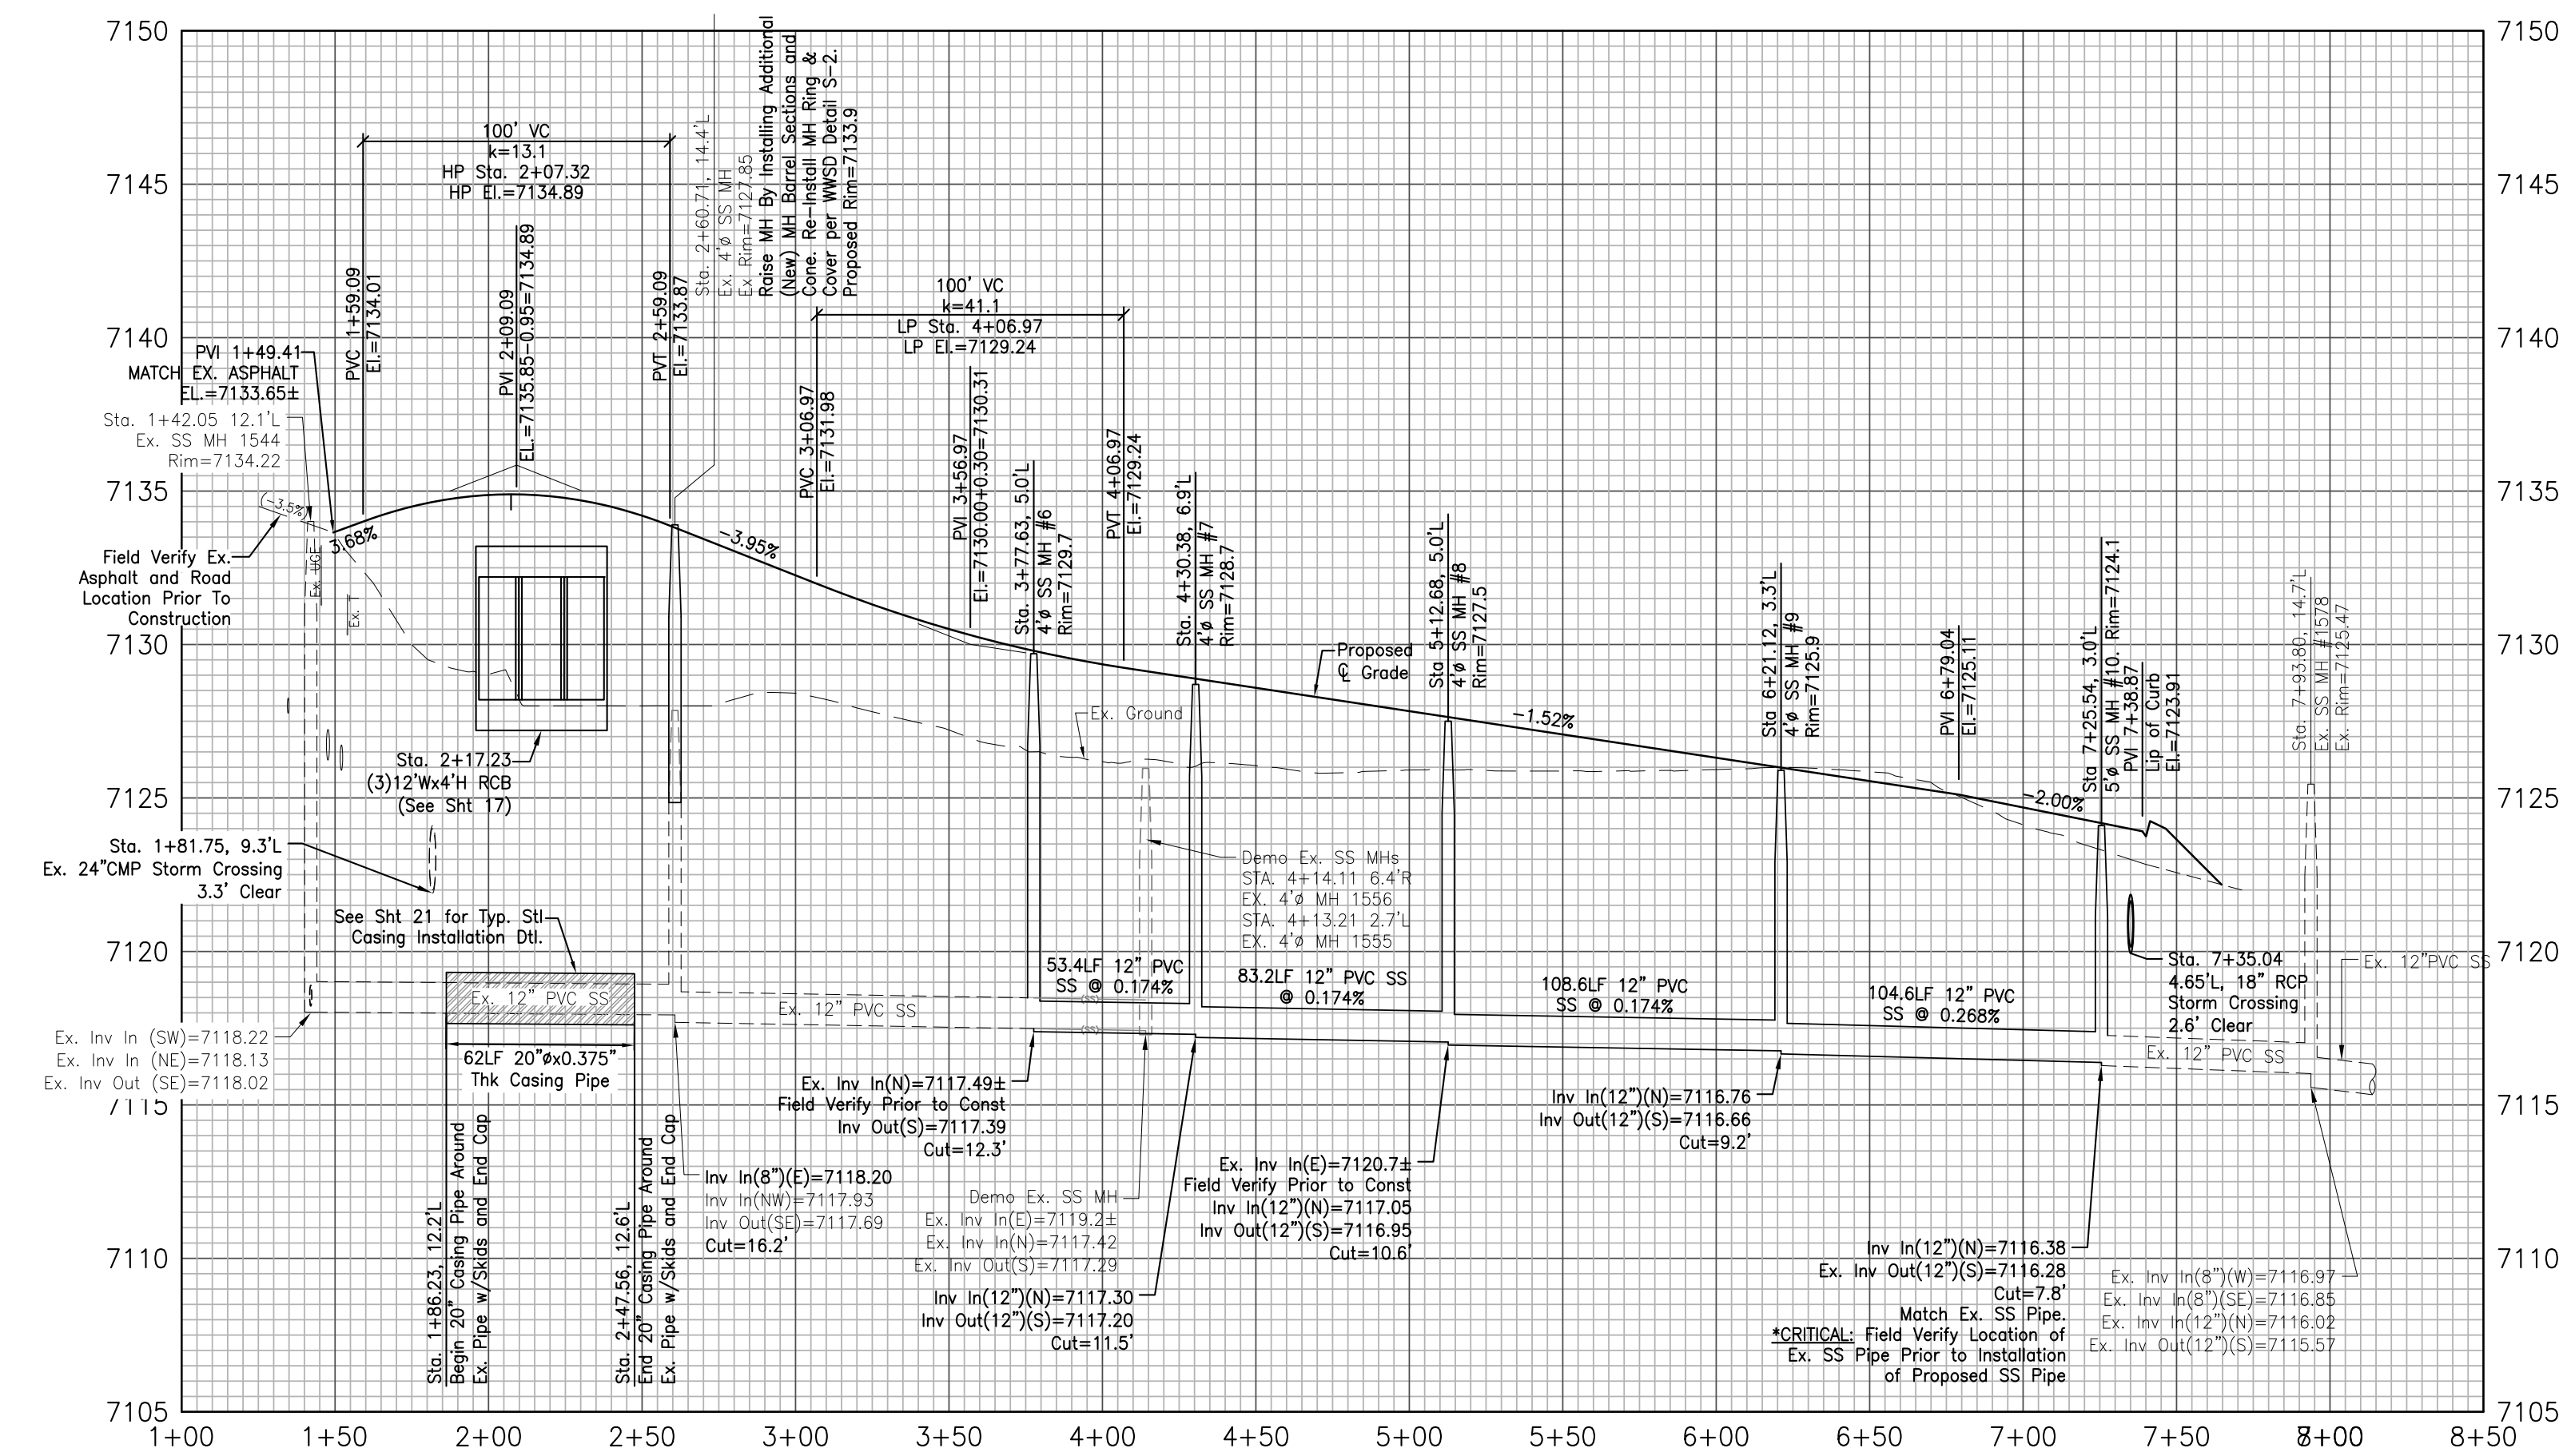 7150
7145
7140
7135
7130
7125
7120
7115
7110
7105
7150
7145
7140
7135
7130
7125
7120
7115
7110
7105
1+00
1+50
2+00
2+50
3+00
3+50
4+00
4+50
5+00
5+50
6+00
6+50
7+00
7+50
8+00
8+50
100' VC
k=13.1
HP Sta. 2+07.32
HP El.=7134.89
PVC 1+59.09
El.=7134.01
PVI 2+09.09
EL.=7135.85-0.95=7134.89
PVT 2+59.09
El.=7133.87
Sta. 2+60.71, 14.4'L
Ex. 4'ø SS MH
Ex Rim=7127.85
Raise MH By Installing Additional
(New) MH Barrel Sections and
Cone. Re-Install MH Ring &
Cover per WWSD Detail S-2.
Proposed Rim=7133.9
PVI 1+49.41
MATCH EX. ASPHALT
EL.=7133.65±
Sta. 1+42.05 12.1'L
Ex. SS MH 1544
Rim=7134.22
(-3.5%)
3.68%
Field Verify Ex.
Asphalt and Road
Location Prior To
Construction
Ex. UGE
Ex. T
-3.95%
100' VC
k=41.1
LP Sta. 4+06.97
LP El.=7129.24
PVC 3+06.97
El.=7131.98
PVI 3+56.97
El.=7130.00+0.30=7130.31
Sta. 3+77.63, 5.0'L
4'ø SS MH #6
Rim=7129.7
PVT 4+06.97
El.=7129.24
Sta. 4+30.38, 6.9'L
4'ø SS MH #7
Rim=7128.7
Proposed
℄ Grade
Sta 5+12.68, 5.0'L
4'ø SS MH #8
Rim=7127.5
-1.52%
Sta 6+21.12, 3.3'L
4'ø SS MH #9
Rim=7125.9
PVI 6+79.04
El.=7125.11
-2.00%
Sta 7+25.54, 3.0'L
5'ø SS MH #10. Rim=7124.1
PVI 7+38.87
Lip of Curb
El.=7123.91
Sta. 7+93.80, 14.7'L
Ex. SS MH #1578
Ex. Rim=7125.47
Ex. Ground
Sta. 2+17.23
(3)12'Wx4'H RCB
(See Sht 17)
Sta. 1+81.75, 9.3'L
Ex. 24"CMP Storm Crossing
3.3' Clear
See Sht 21 for Typ. Stl
Casing Installation Dtl.
Ex. 12" PVC SS
62LF 20"øx0.375"
Thk Casing Pipe
Ex. Inv In (SW)=7118.22
Ex. Inv In (NE)=7118.13
Ex. Inv Out (SE)=7118.02
Sta. 1+86.23, 12.2'L
Begin 20" Casing Pipe Around
Ex. Pipe w/Skids and End Cap
Sta. 2+47.56, 12.6'L
End 20" Casing Pipe Around
Ex. Pipe w/Skids and End Cap
Inv In(8")(E)=7118.20
Inv In(NW)=7117.93
Inv Out(SE)=7117.69
Cut=16.2'
Ex. 12" PVC SS
Demo Ex. SS MHs
STA. 4+14.11 6.4'R
EX. 4'ø MH 1556
STA. 4+13.21 2.7'L
EX. 4'ø MH 1555
53.4LF 12" PVC
SS @ 0.174%
(SS)
(SS)
83.2LF 12" PVC SS
@ 0.174%
108.6LF 12" PVC
SS @ 0.174%
104.6LF 12" PVC
SS @ 0.268%
Ex. Inv In(N)=7117.49±
Field Verify Prior to Const
Inv Out(S)=7117.39
Cut=12.3'
Demo Ex. SS MH
Ex. Inv In(E)=7119.2±
Ex. Inv In(N)=7117.42
Ex. Inv Out(S)=7117.29
Inv In(12")(N)=7117.30
Inv Out(12")(S)=7117.20
Cut=11.5'
Ex. Inv In(E)=7120.7±
Field Verify Prior to Const
Inv In(12")(N)=7117.05
Inv Out(12")(S)=7116.95
Cut=10.6'
Inv In(12")(N)=7116.76
Inv Out(12")(S)=7116.66
Cut=9.2'
Inv In(12")(N)=7116.38
Ex. Inv Out(12")(S)=7116.28
Cut=7.8'
Match Ex. SS Pipe.
*CRITICAL: Field Verify Location of
Ex. SS Pipe Prior to Installation
of Proposed SS Pipe
Sta. 7+35.04
4.65'L, 18" RCP
Storm Crossing
2.6' Clear
Ex. 12" PVC SS
Ex. 12"PVC SS
Ex. Inv In(8")(W)=7116.97
Ex. Inv In(8")(SE)=7116.85
Ex. Inv In(12")(N)=7116.02
Ex. Inv Out(12")(S)=7115.57